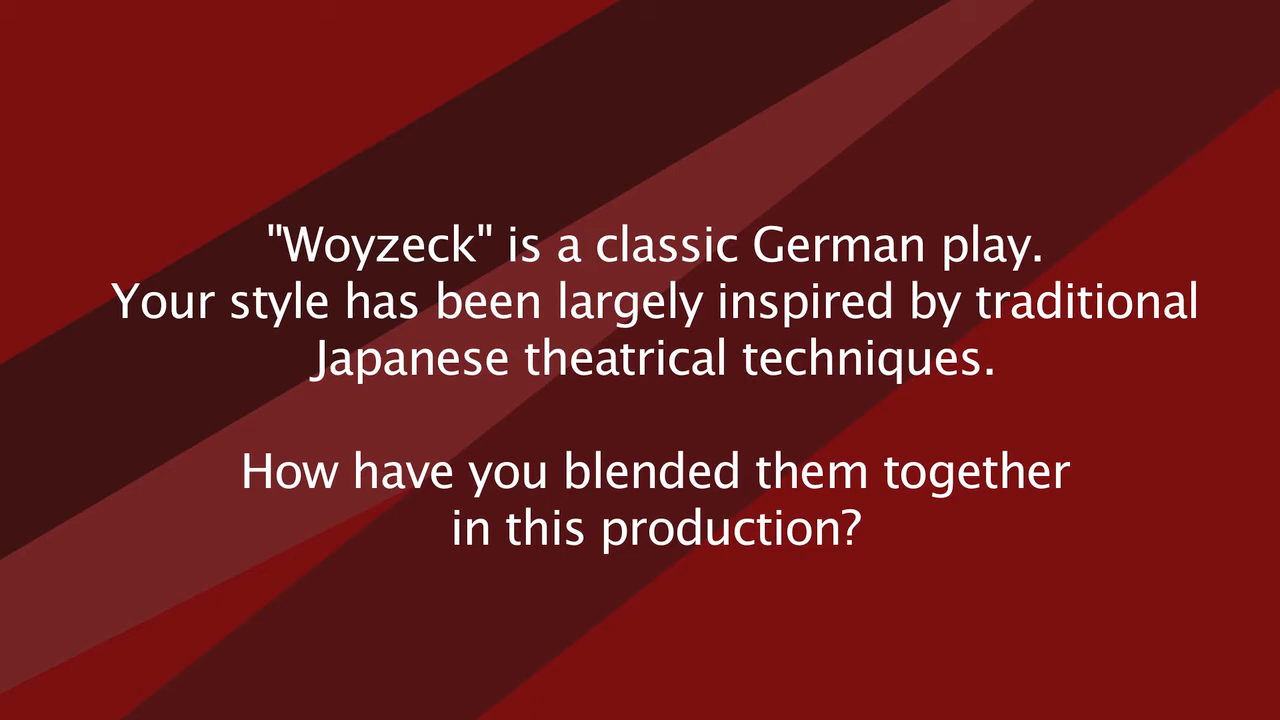 "Woyzeck" is a classic German play.
Your style has been largely inspired by traditional
Japanese theatrical techniques.
How have you blended them together
in this production?